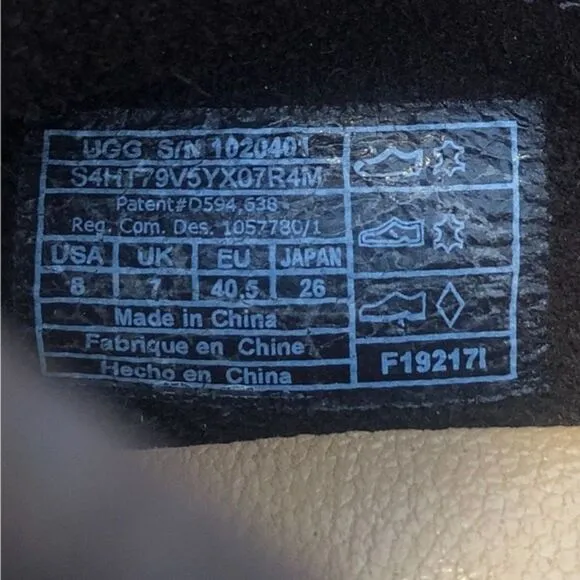 UGG S/N 1020401
S4HT79V5YX07R4M
Patent#D594,638
Reg. Com. Des. 1057780/1
USA UK EU JAPAN
8 7 40,5 26
Made in China
Fabrique en Chine
Hecho en China
F19217I